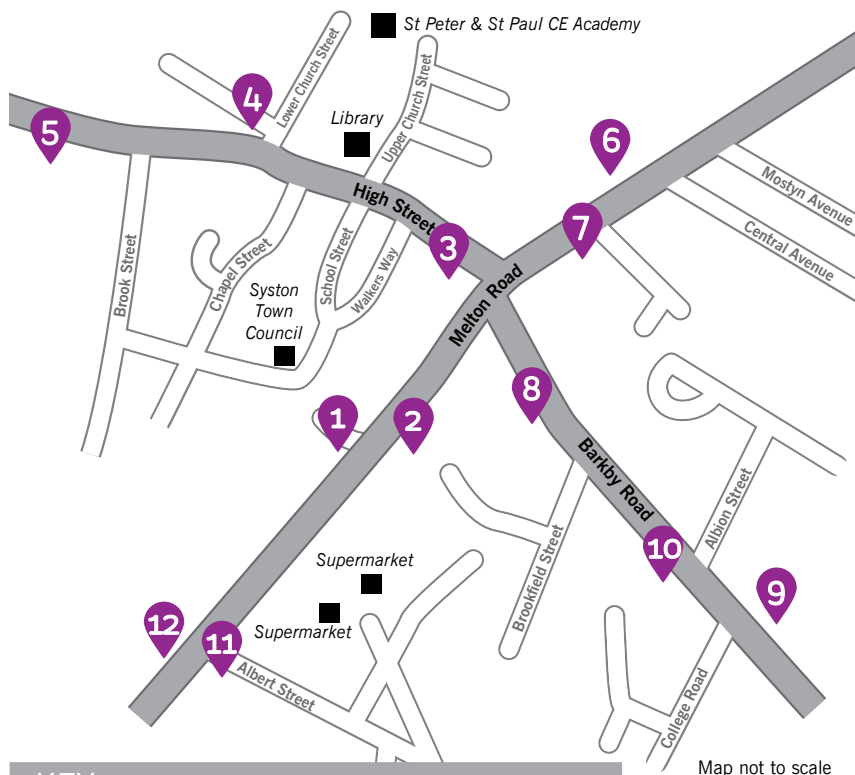 St Peter & St Paul CE Academy
Lower Church Street
Upper Church Street
4
Library
5
6
Mostyn Avenue
High Street
7
Central Avenue
3
School Street
Walkers Way
Chapel Street
Brook Street
Syston
Town
Council
Melton Road
8
1
2
Barkby Road
Albion Street
10
Supermarket
Brookfield Street
9
Supermarket
12
11
Albert Street
College Road
KEY
Map not to scale